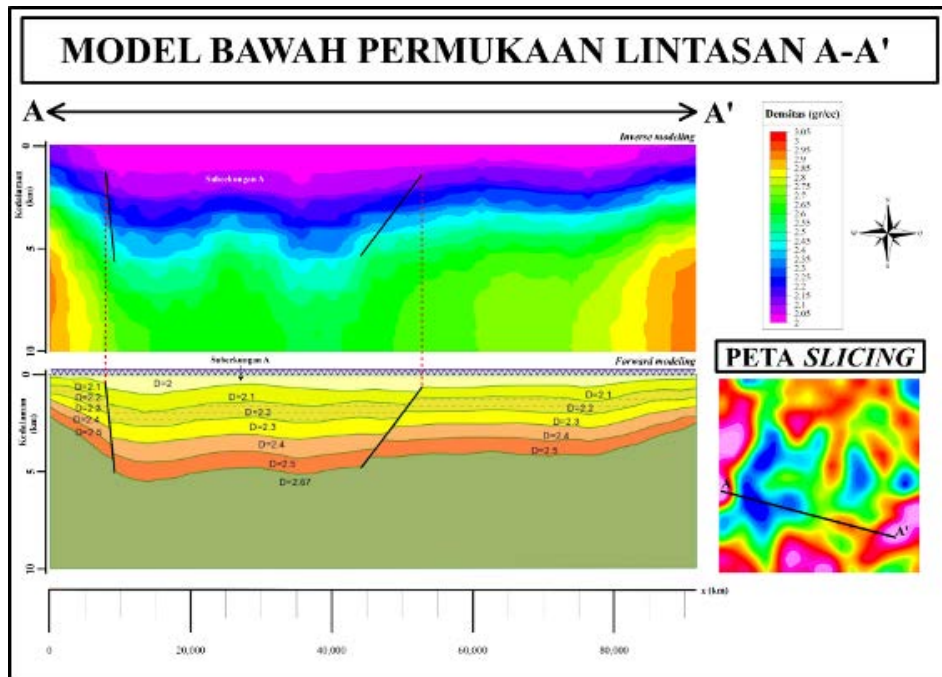 MODEL BAWAH PERMUKAAN LINTASAN A-A'
A
A'
Inverse modeling
Kedalaman (km)
0
5
10
Subcekungan A
Densitas (gr/cc)
3.05
3
2.95
2.9
2.85
2.8
2.75
2.7
2.65
2.6
2.55
2.5
2.45
2.4
2.35
2.3
2.25
2.2
2.15
2.1
2.05
2
N
W
E
S
Subcekungan A
Forward modeling
Kedalaman (km)
0
5
10
D=2
D=2.1
D=2.2
D=2.3
D=2.4
D=2.5
D=2.1
D=2.2
D=2.3
D=2.4
D=2.5
D=2.67
D=2.1
D=2.2
D=2.3
D=2.4
D=2.5
PETA SLICING
A
A'
x (km)
0
20,000
40,000
60,000
80,000